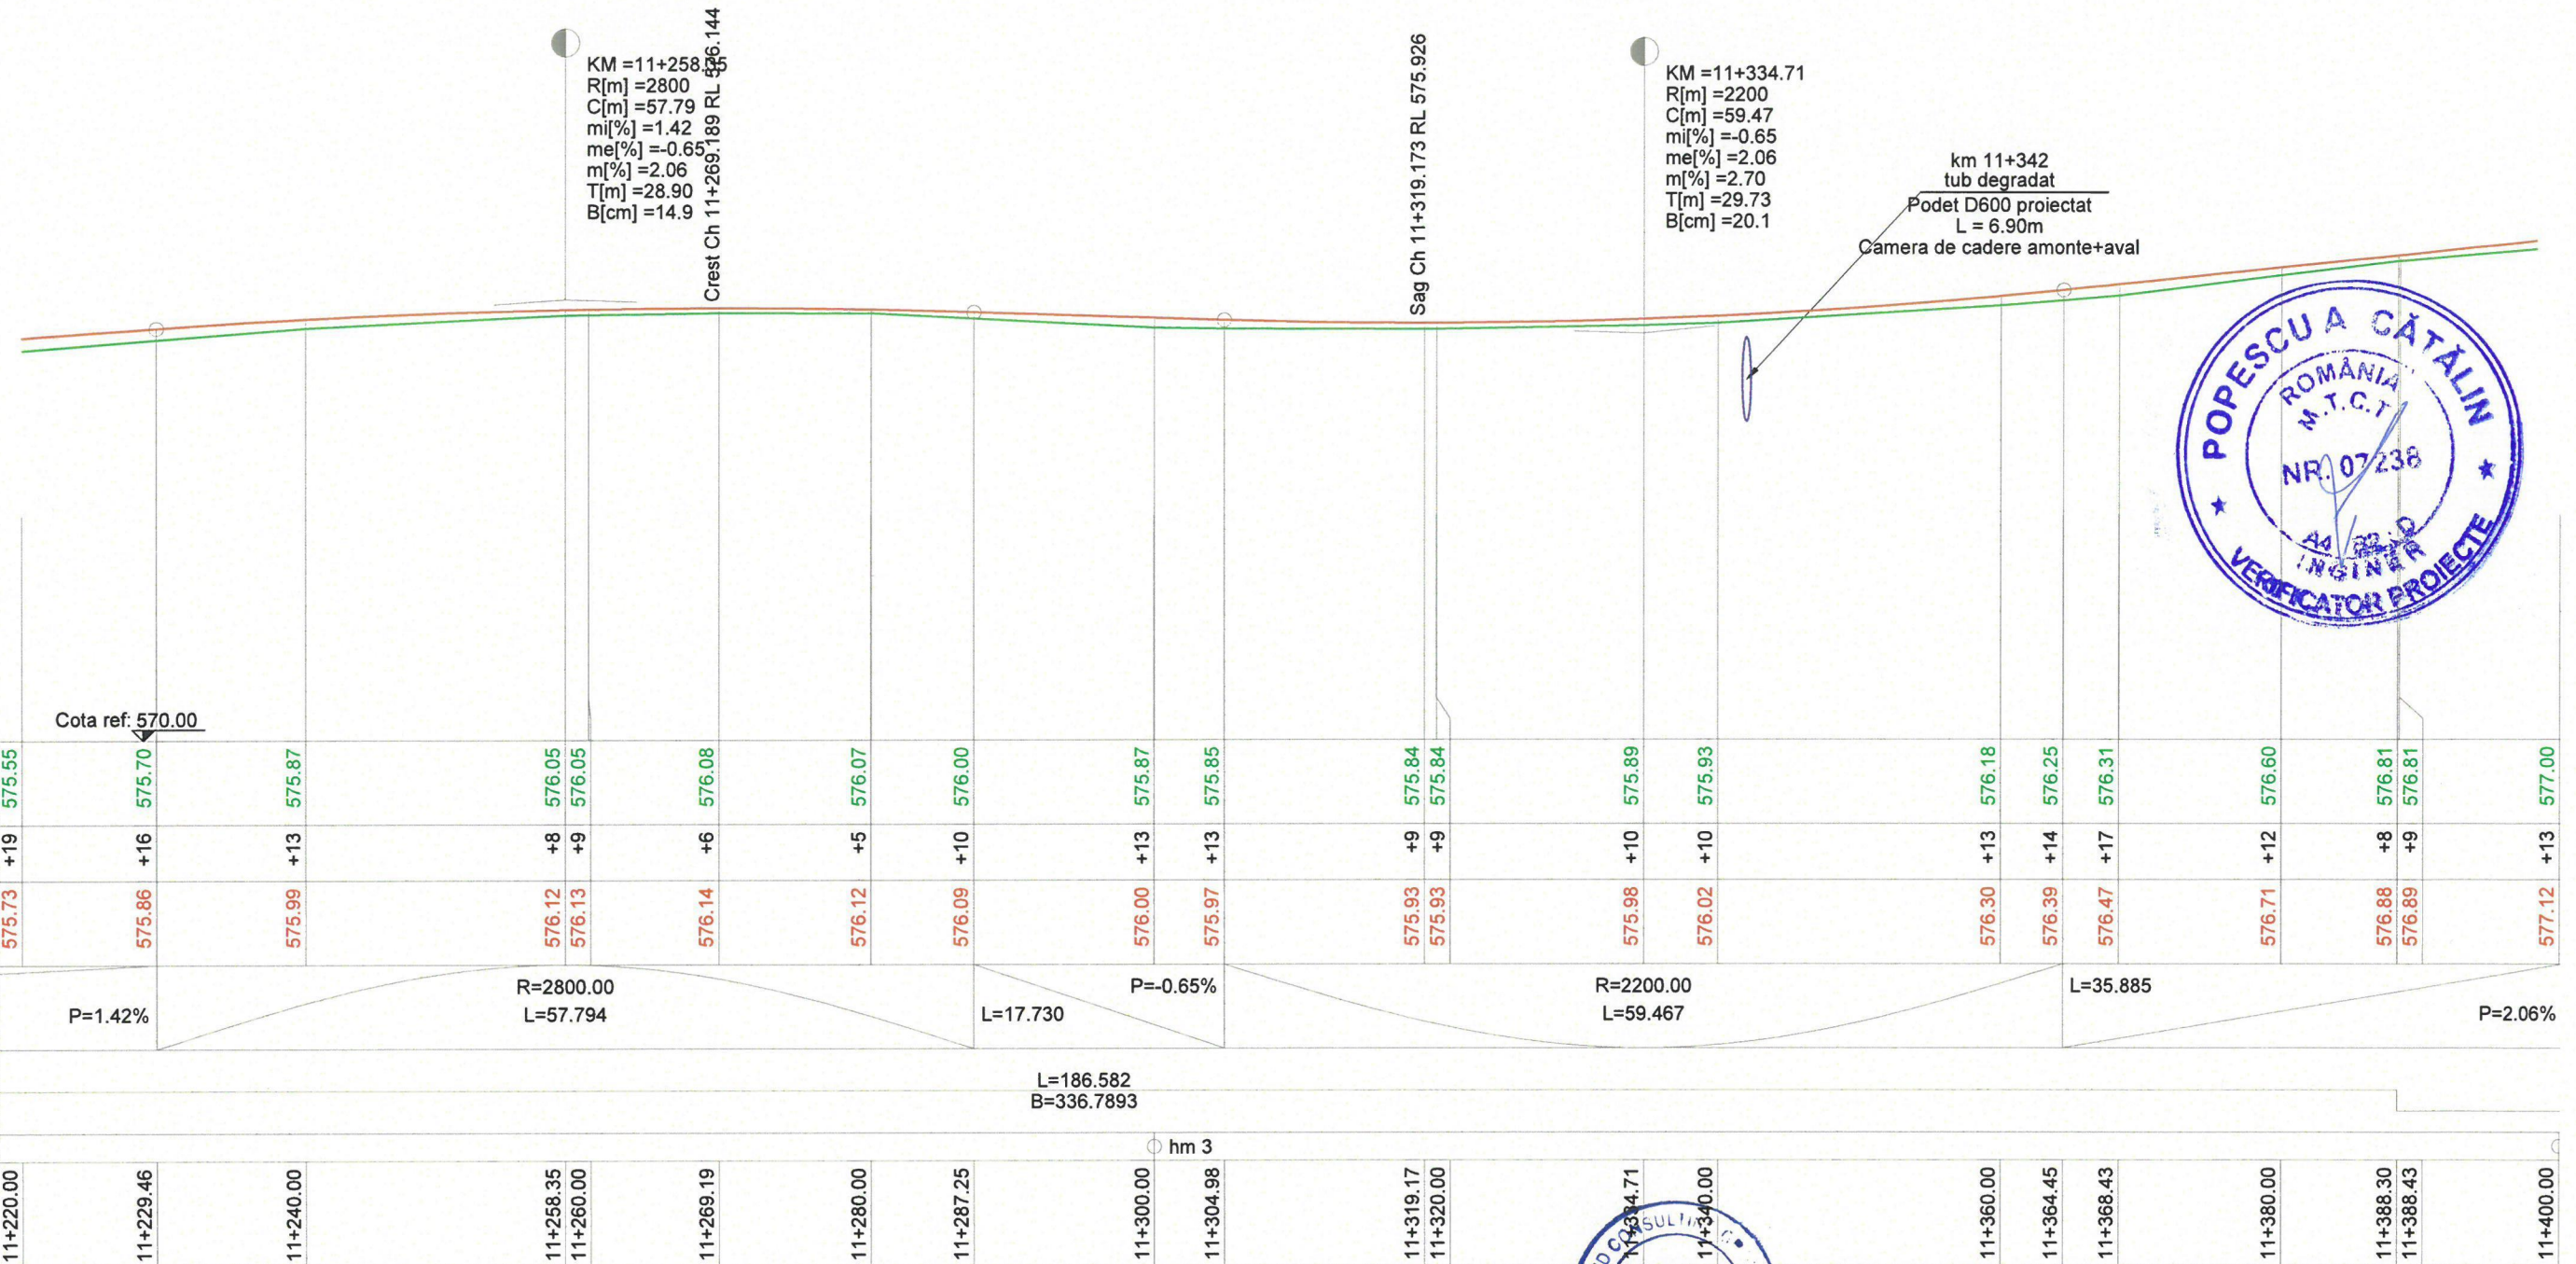 KM =11+258.35
R[m] =2800
C[m] =57.79
mi[%] =1.42
me[%] =-0.65
m[%] =2.06
T[m] =28.90
B[cm] =14.9
Crest Ch 11+269.189 RL 576.144
Sag Ch 11+319.173 RL 575.926
KM =11+334.71
R[m] =2200
C[m] =59.47
mi[%] =-0.65
me[%] =2.06
m[%] =2.70
T[m] =29.73
B[cm] =20.1
km 11+342
tub degradat
Podet D600 proiectat
L = 6.90m
Camera de cadere amonte+aval
POPESCU A CĂTĂLIN
ROMÂNIA
M.T.C.T
NR. 07238
INGINER
VERIFICATOR PROIECTE
Cota ref: 570.00
575.55 575.70 575.87 576.05 576.05 576.08 576.07 576.00 575.87 575.85 575.84 575.84 575.89 575.93 576.18 576.25 576.31 576.60 576.81 576.81 577.00
+19 +16 +13 +8 +9 +6 +5 +10 +13 +13 +9 +9 +10 +10 +13 +14 +17 +12 +8 +9 +13
575.73 575.86 575.99 576.12 576.13 576.14 576.12 576.09 576.00 575.97 575.93 575.93 575.98 576.02 576.30 576.39 576.47 576.71 576.88 576.89 577.12
P=1.42%
R=2800.00
L=57.794
L=17.730
P=-0.65%
R=2200.00
L=59.467
L=35.885
P=2.06%
L=186.582
B=336.7893
hm 3
11+220.00 11+229.46 11+240.00 11+258.35 11+260.00 11+269.19 11+280.00 11+287.25 11+300.00 11+304.98 11+319.17 11+320.00 11+334.71 11+340.00 11+360.00 11+364.45 11+368.43 11+380.00 11+388.30 11+388.43 11+400.00